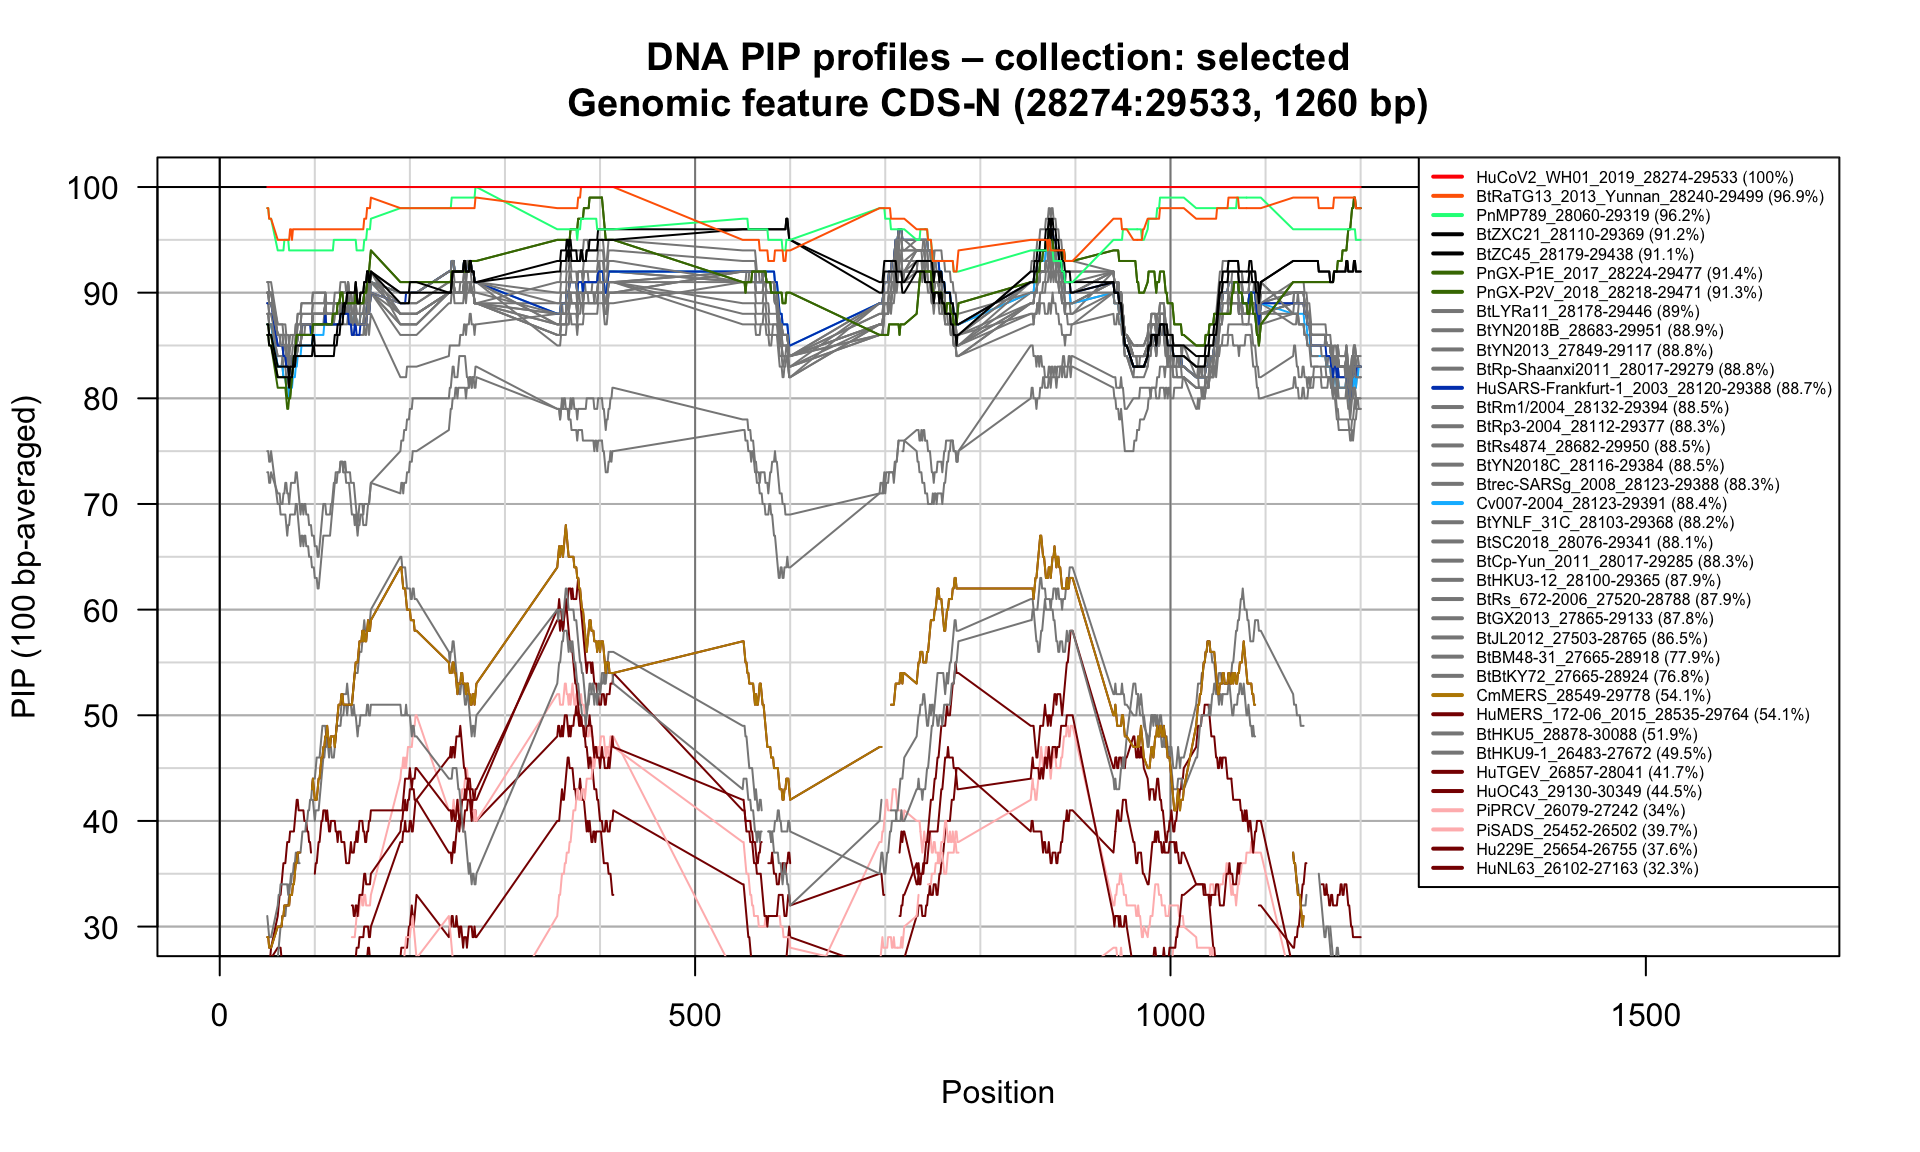 DNA PIP profiles – collection: selected
Genomic feature CDS-N (28274:29533, 1260 bp)
PIP (100 bp-averaged)
100
90
80
70
60
50
40
30
0
500
1000
1500
Position
HuCoV2_WH01_2019_28274-29533 (100%)
BtRaTG13_2013_Yunnan_28240-29499 (96.9%)
PnMP789_28060-29319 (96.2%)
BtZXC21_28110-29369 (91.2%)
BtZC45_28179-29438 (91.1%)
PnGX-P1E_2017_28224-29477 (91.4%)
PnGX-P2V_2018_28218-29471 (91.3%)
BtLYRa11_28178-29446 (89%)
BtYN2018B_28683-29951 (88.9%)
BtYN2013_27849-29117 (88.8%)
BtRp-Shaanxi2011_28017-29279 (88.8%)
HuSARS-Frankfurt-1_2003_28120-29388 (88.7%)
BtRm1/2004_28132-29394 (88.5%)
BtRp3-2004_28112-29377 (88.3%)
BtRs4874_28682-29950 (88.5%)
BtYN2018C_28116-29384 (88.5%)
Btrec-SARSg_2008_28123-29388 (88.3%)
Cv007-2004_28123-29391 (88.4%)
BtYNLF_31C_28103-29368 (88.2%)
BtSC2018_28076-29341 (88.1%)
BtCp-Yun_2011_28017-29285 (88.3%)
BtHKU3-12_28100-29365 (87.9%)
BtRs_672-2006_27520-28788 (87.9%)
BtGX2013_27865-29133 (87.8%)
BtJL2012_27503-28765 (86.5%)
BtBM48-31_27665-28918 (77.9%)
BtBtKY72_27665-28924 (76.8%)
CmMERS_28549-29778 (54.1%)
HuMERS_172-06_2015_28535-29764 (54.1%)
BtHKU5_28878-30088 (51.9%)
BtHKU9-1_26483-27672 (49.5%)
HuTGEV_26857-28041 (41.7%)
HuOC43_29130-30349 (44.5%)
PiPRCV_26079-27242 (34%)
PiSADS_25452-26502 (39.7%)
Hu229E_25654-26755 (37.6%)
HuNL63_26102-27163 (32.3%)